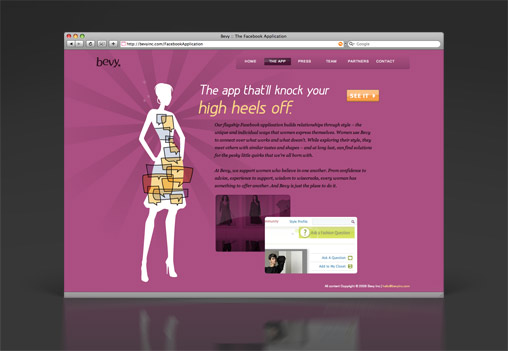 Bevy :: The Facebook Application
http://bevyinc.com/FacebookApplication
Google
bevy.
HOME THE APP PRESS TEAM PARTNERS CONTACT
The app that'll knock your
high heels off.
SEE IT
Our flagship Facebook application builds relationships through style - the
unique and individual ways that women express themselves. Women use Bevy
to connect over what works and what doesn't. While exploring their style, they
meet others with similar tastes and shapes - and at long last, can find solutions
for the pesky little quirks that we're all born with.
At Bevy, we support women who believe in one another. From confidence to
advice, experience to support, wisdom to wisecracks, every woman has
something to offer another. And Bevy is just the place to do it.
Style Profile
? Ask a Fashion Question
Ask A Question
Add to My Closet
All content Copyright © 2009 Bevy Inc |